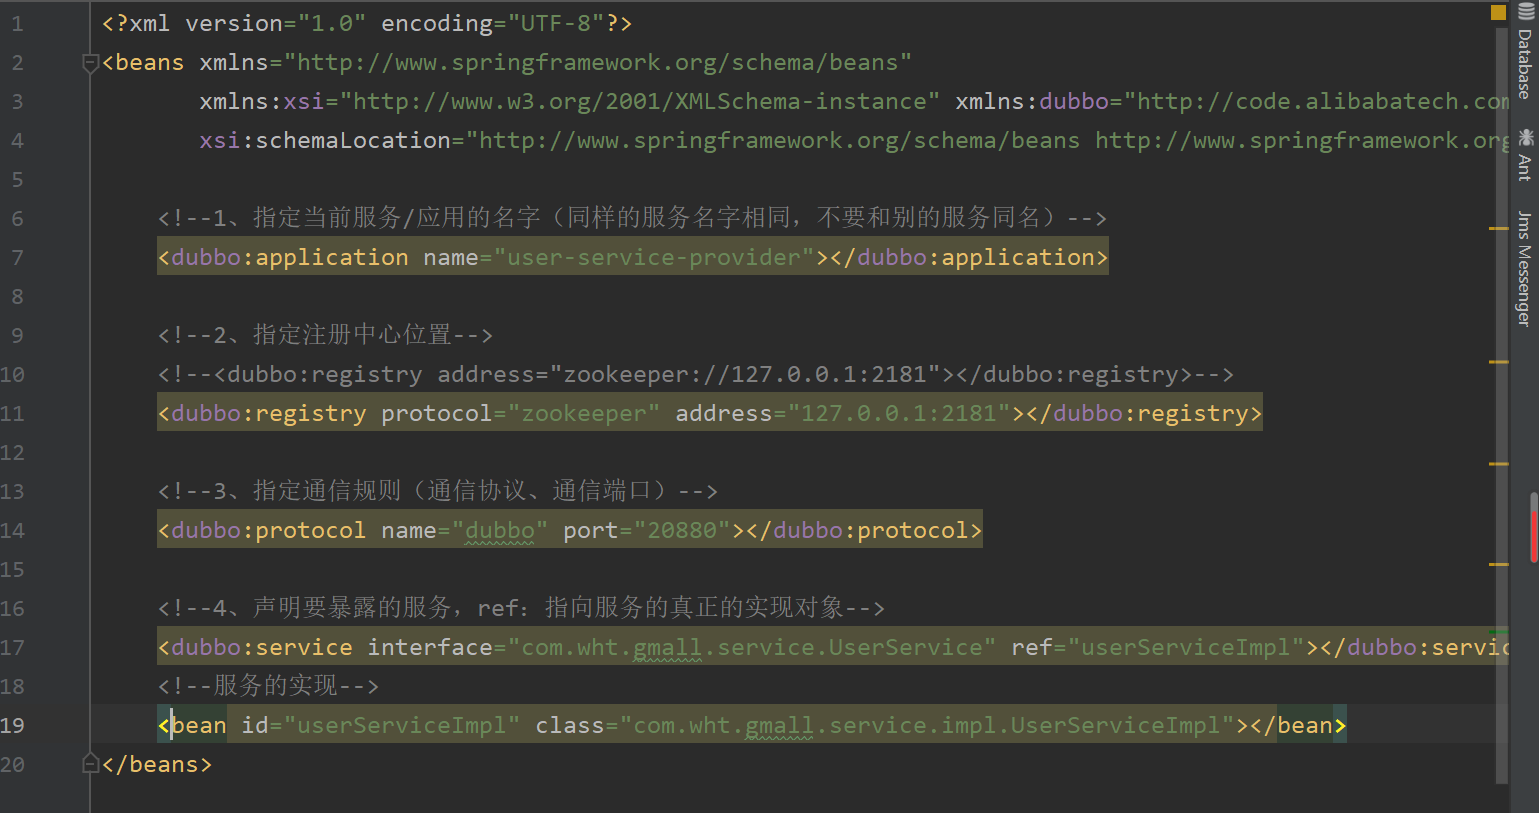 1 <?xml version="1.0" encoding="UTF-8"?>
2 <beans xmlns="http://www.springframework.org/schema/beans"
3 xmlns:xsi="http://www.w3.org/2001/XMLSchema-instance" xmlns:dubbo="http://code.alibabatech.com
4 xsi:schemaLocation="http://www.springframework.org/schema/beans http://www.springframework.org
5
6 <!--1、指定当前服务/应用的名字（同样的服务名字相同，不要和别的服务同名）-->
7 <dubbo:application name="user-service-provider"></dubbo:application>
8
9 <!--2、指定注册中心位置-->
10 <!--<dubbo:registry address="zookeeper://127.0.0.1:2181"></dubbo:registry>-->
11 <dubbo:registry protocol="zookeeper" address="127.0.0.1:2181"></dubbo:registry>
12
13 <!--3、指定通信规则（通信协议、通信端口）-->
14 <dubbo:protocol name="dubbo" port="20880"></dubbo:protocol>
15
16 <!--4、声明要暴露的服务，ref：指向服务的真正的实现对象-->
17 <dubbo:service interface="com.wht.gmall.service.UserService" ref="userServiceImpl"></dubbo:servic
18 <!--服务的实现-->
19 <bean id="userServiceImpl" class="com.wht.gmall.service.impl.UserServiceImpl"></bean>
20 </beans>
Database
Ant
Jms Messenger